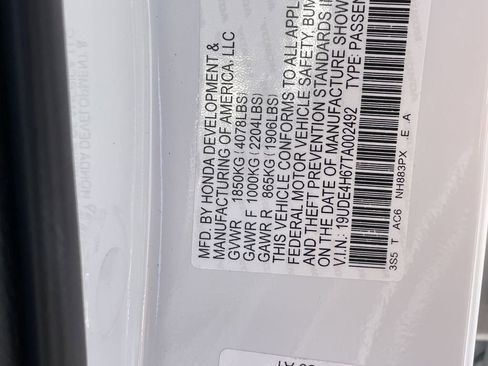 MFD. BY HONDA DEVELOPMENT &
MANUFACTURING OF AMERICA, LLC
GVWR 1850KG(4078LBS)
GAWR F 1000KG(2204LBS)
GAWR R 865KG(1906LBS)
THIS VEHICLE CONFORMS TO ALL APPL
FEDERAL MOTOR VEHICLE SAFETY, BUM
AND THEFT PREVENTION STANDARDS IN
ON THE DATE OF MANUFACTURE SHOW
V.I.N: 19UDE4H67TA002492 TYPE: PASSEN
3S5 T AC6 NH883PX E A